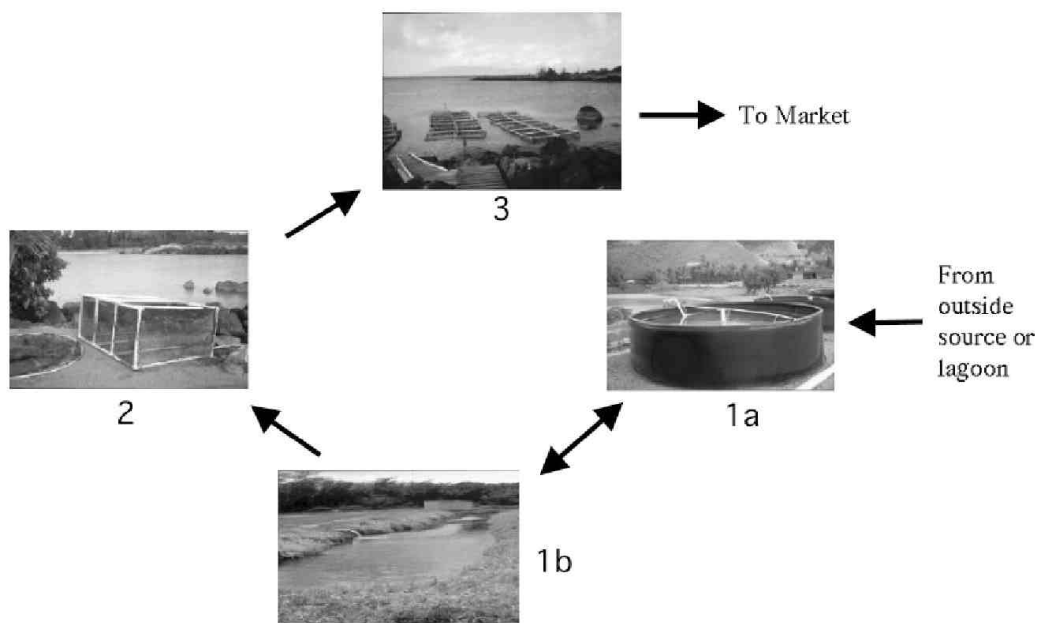 To Market
3
From
outside
source or
lagoon
2
1a
1b